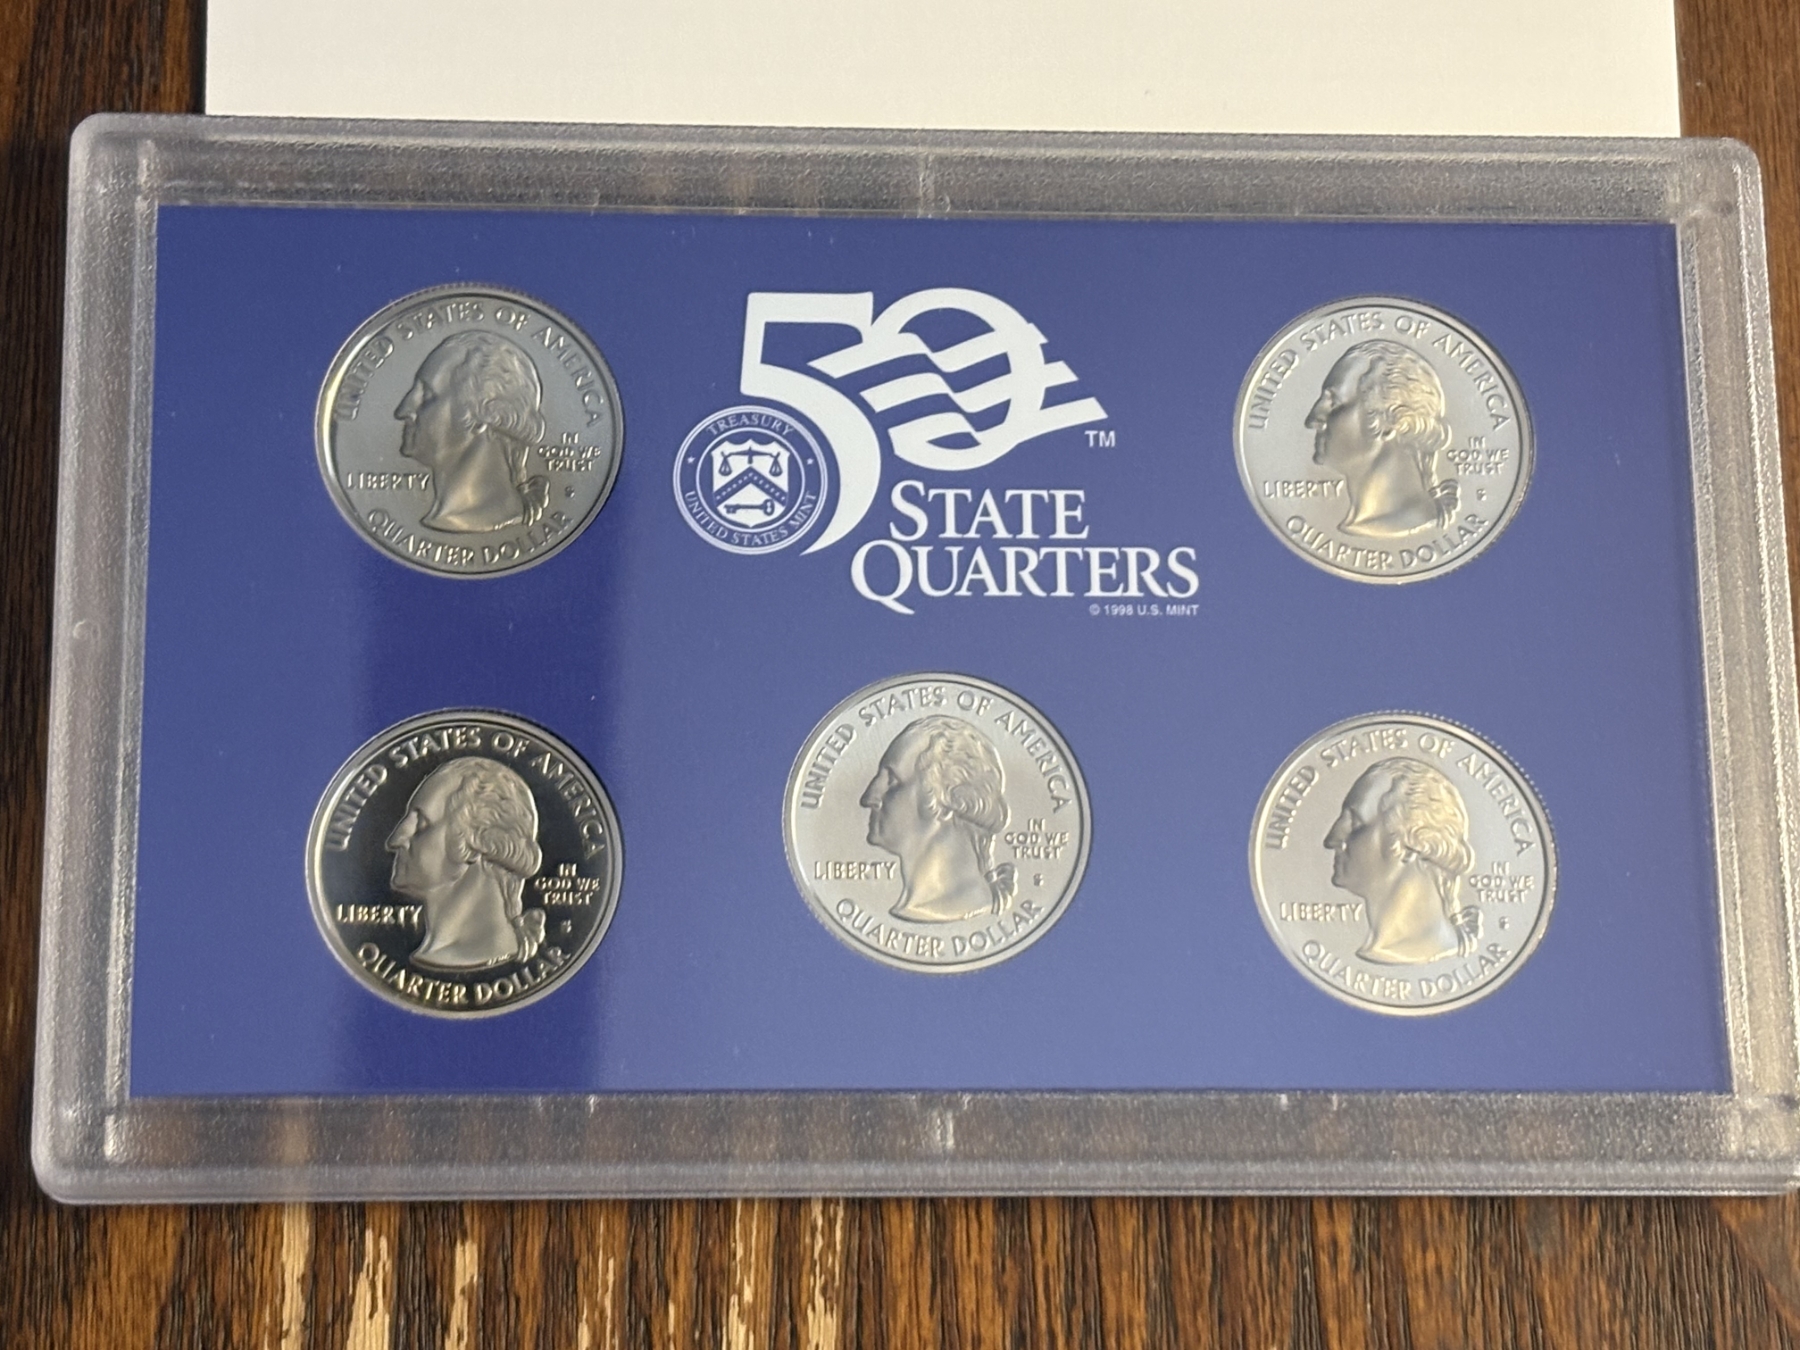 UNITED STATES OF AMERICA
IN
GOD WE
TRUST
LIBERTY
S
QUARTER DOLLAR
50
TM
TREASURY
UNITED STATES MINT
STATE
QUARTERS
© 1998 U.S. MINT
UNITED STATES OF AMERICA
IN
GOD WE
TRUST
LIBERTY
S
QUARTER DOLLAR
UNITED STATES OF AMERICA
IN
GOD WE
TRUST
LIBERTY
S
QUARTER DOLLAR
UNITED STATES OF AMERICA
IN
GOD WE
TRUST
LIBERTY
S
QUARTER DOLLAR
UNITED STATES OF AMERICA
IN
GOD WE
TRUST
LIBERTY
S
QUARTER DOLLAR